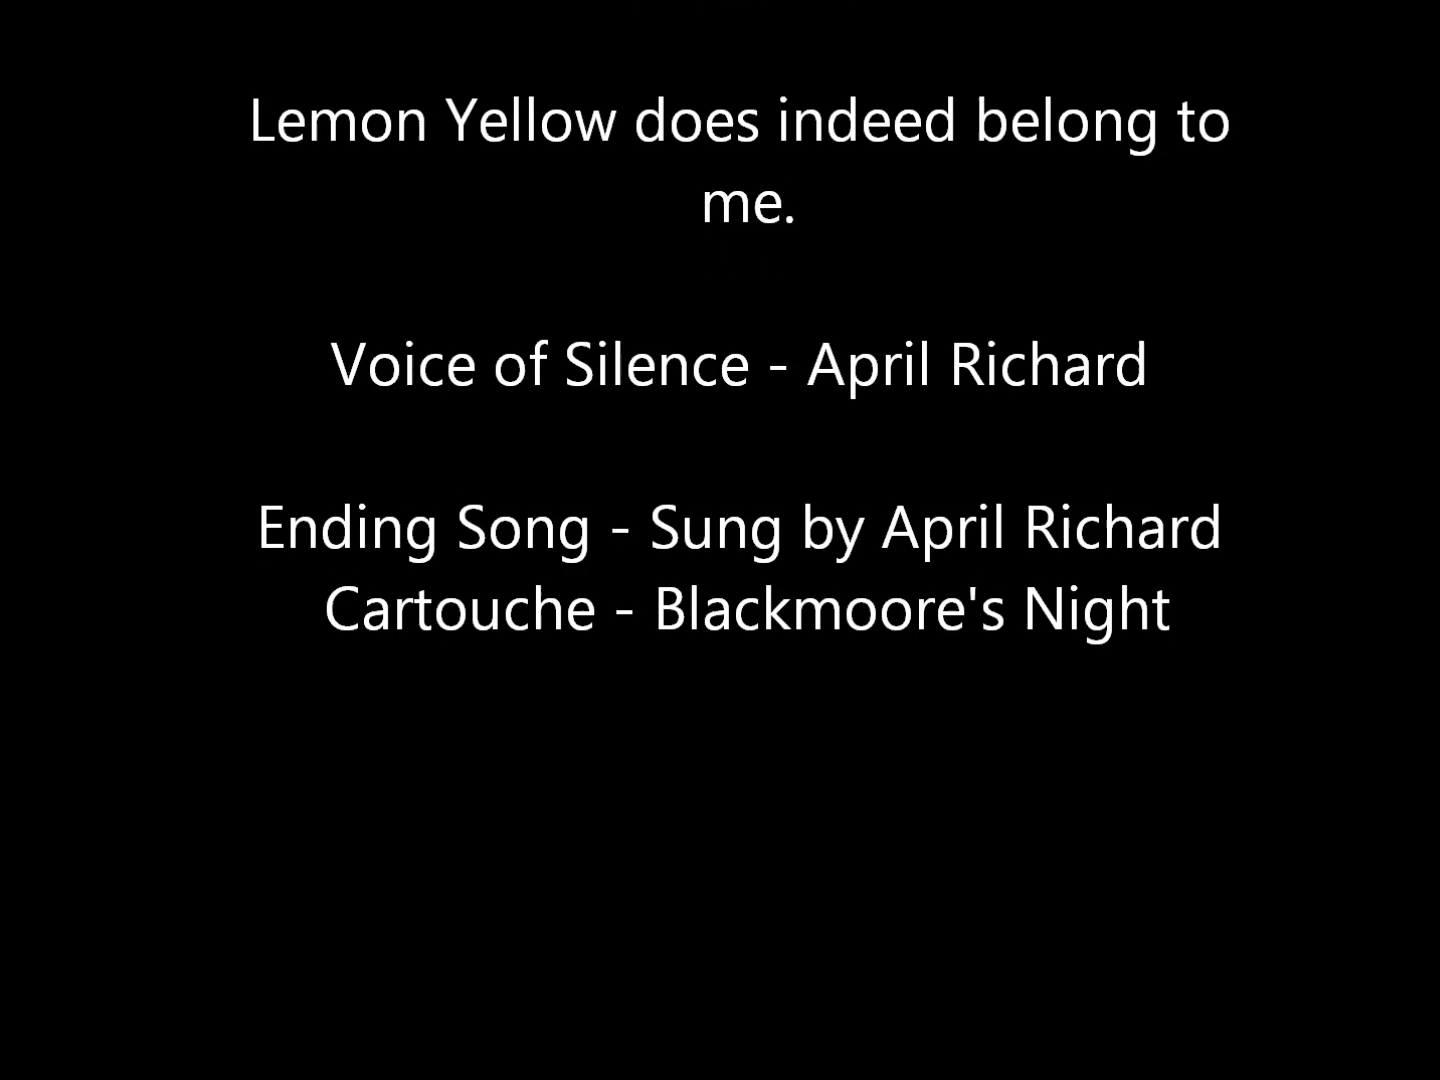 Lemon Yellow does indeed belong to
me.
Voice of Silence - April Richard
Ending Song - Sung by April Richard
Cartouche - Blackmoore's Night